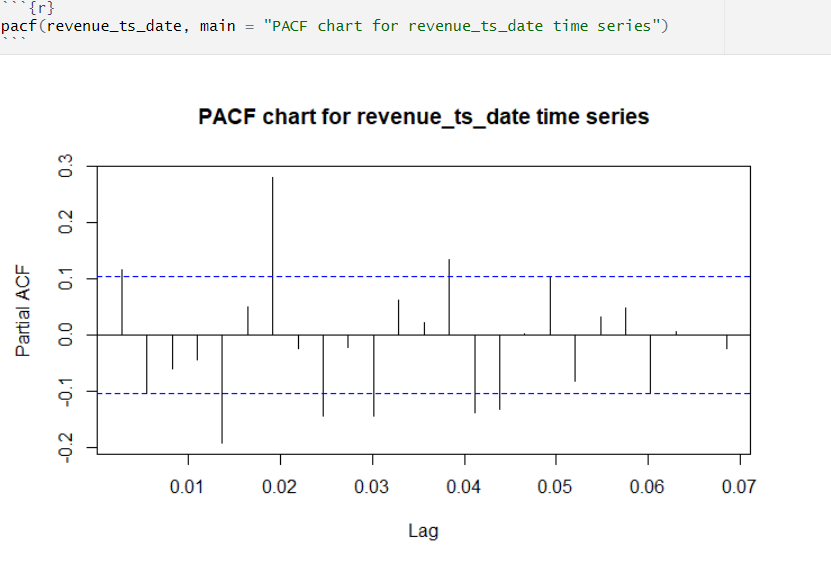 ```{r}
pacf(revenue_ts_date, main = "PACF chart for revenue_ts_date time series")
```
PACF chart for revenue_ts_date time series
0.3
0.2
0.1
0.0
-0.1
-0.2
Partial ACF
0.01 0.02 0.03 0.04 0.05 0.06 0.07
Lag